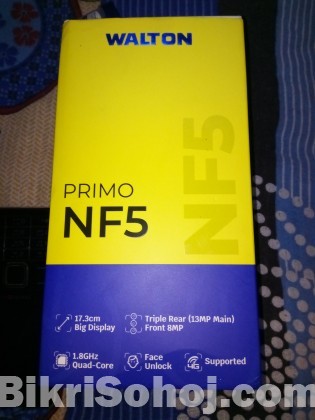 WALTON
NF5
PRIMO
NF5
17.3cm
Big Display
Triple Rear (13MP Main)
Front 8MP
1.8GHz
Quad-Core
Face
Unlock
4G
Supported
BikriSohoj.com